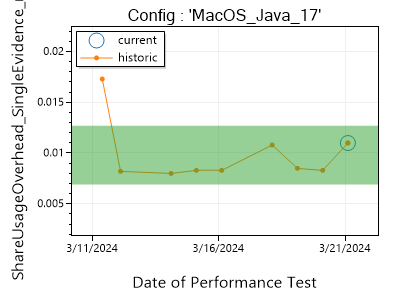 Config : 'MacOS_Java_17'
ShareUsageOverhead_SingleEvidence_
current
historic
0.02
0.015
0.01
0.005
3/11/2024
3/16/2024
3/21/2024
Date of Performance Test